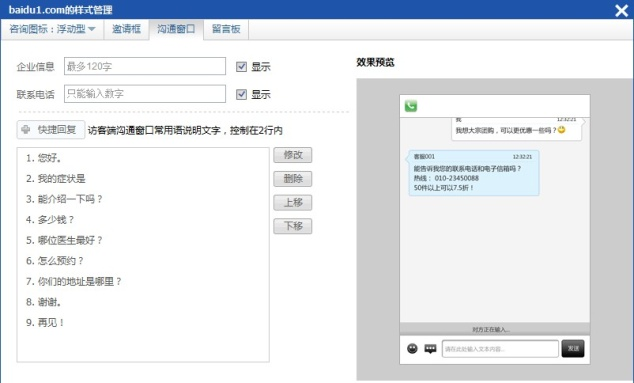 baidu1.com的样式管理
咨询图标：浮动型 邀请框 沟通窗口 留言板
企业信息 最多120字 显示
联系电话 只能输入数字 显示
快捷回复 访客端沟通窗口常用语说明文字，控制在2行内
1. 您好。
2. 我的症状是
3. 能介绍一下吗？
4. 多少钱？
5. 哪位医生最好？
6. 怎么预约？
7. 你们的地址是哪里？
8. 谢谢。
9. 再见！
修改
删除
上移
下移
效果预览
我 12:32:21
我想大宗团购，可以更优惠一些吗？
客服001 12:32:21
能告诉我您的联系电话和电子信箱吗？
热线： 010-23450088
50件以上可以7.5折！
对方正在输入...
请在此处输入文本内容... 发送